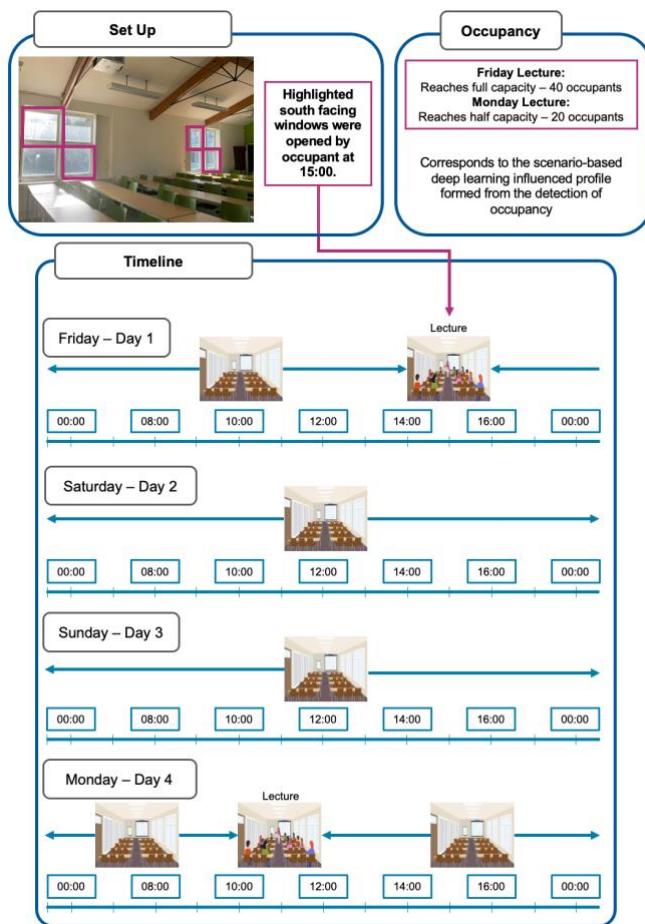 Set Up
Highlighted
south facing
windows were
opened by
occupant at
15:00.
Occupancy
Friday Lecture:
Reaches full capacity – 40 occupants
Monday Lecture:
Reaches half capacity – 20 occupants
Corresponds to the scenario-based
deep learning influenced profile
formed from the detection of
occupancy
Timeline
Friday – Day 1
Lecture
00:00 08:00 10:00 12:00 14:00 16:00 00:00
Saturday – Day 2
00:00 08:00 10:00 12:00 14:00 16:00 00:00
Sunday – Day 3
00:00 08:00 10:00 12:00 14:00 16:00 00:00
Monday – Day 4
Lecture
00:00 08:00 10:00 12:00 14:00 16:00 00:00